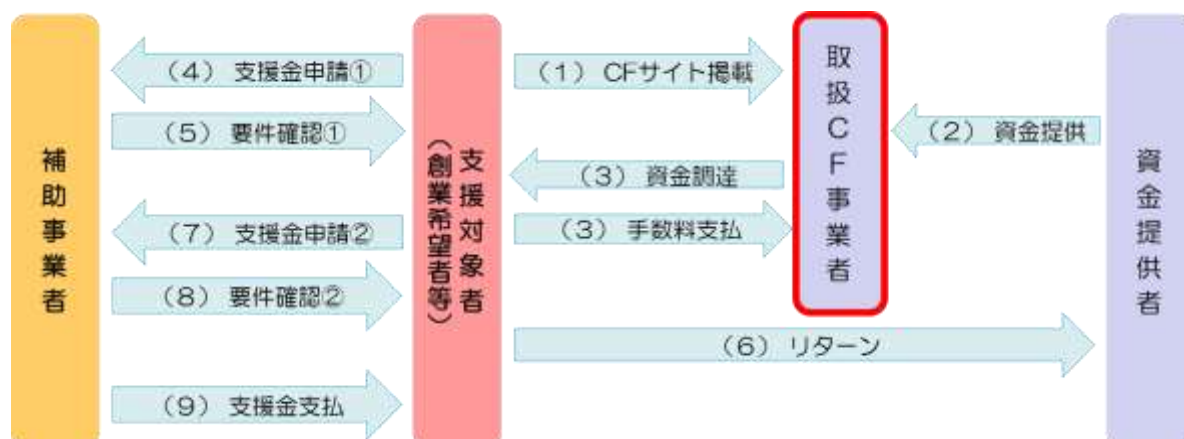 補助事業者
（4） 支援金申請①
（5） 要件確認①
（7） 支援金申請②
（8） 要件確認②
（9） 支援金支払
支援対象者
（創業希望者等）
（1） CFサイト掲載
（3） 資金調達
（3） 手数料支払
（6） リターン
取扱CF事業者
（2） 資金提供
資金提供者